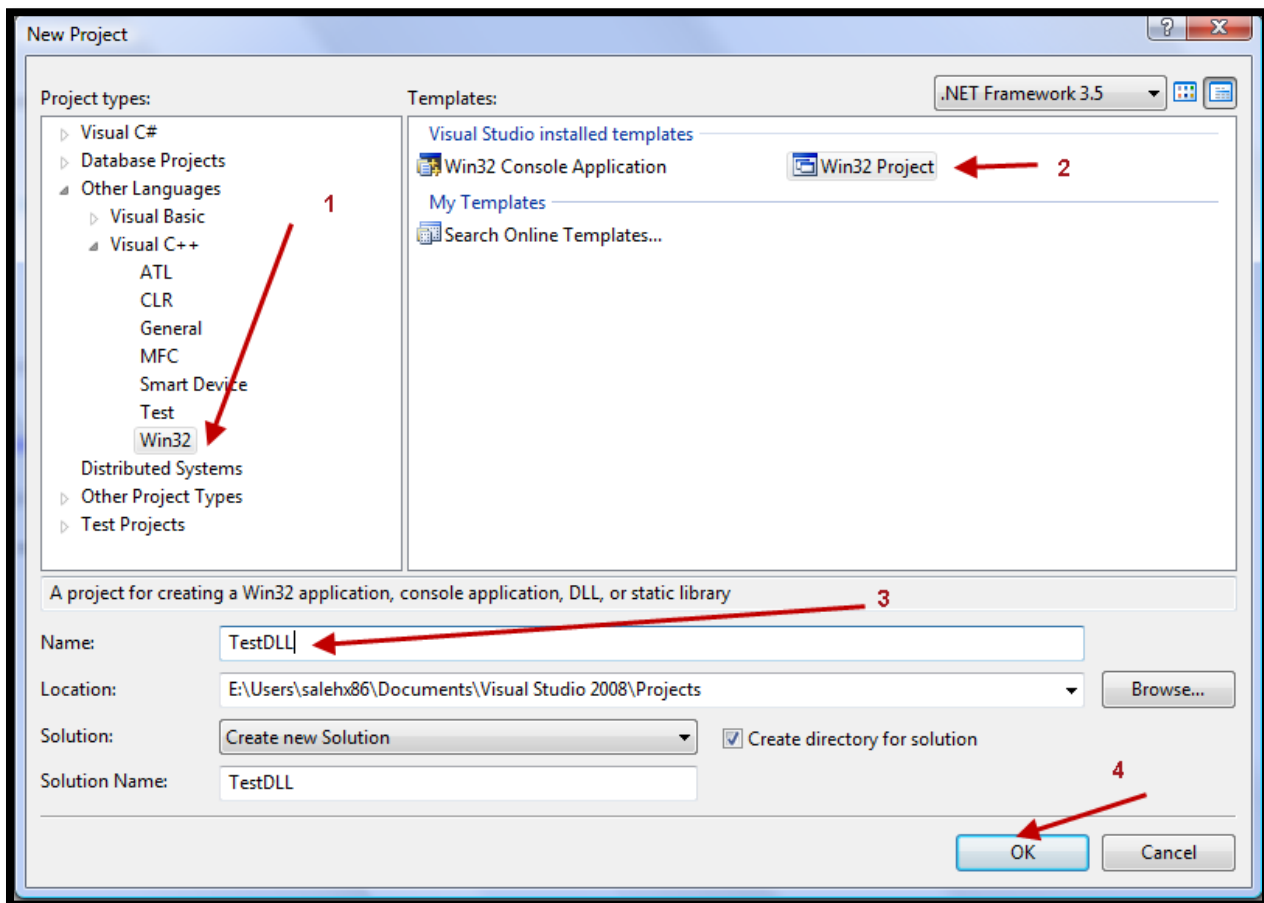 New Project
Project types:
Templates:
.NET Framework 3.5
Visual C#
Database Projects
Other Languages
Visual Basic
Visual C++
ATL
CLR
General
MFC
Smart Device
Test
Win32
Distributed Systems
Other Project Types
Test Projects
1
Visual Studio installed templates
Win32 Console Application
Win32 Project
2
My Templates
Search Online Templates...
A project for creating a Win32 application, console application, DLL, or static library
3
Name:
TestDLL
Location:
E:\Users\salehx86\Documents\Visual Studio 2008\Projects
Browse...
Solution:
Create new Solution
Create directory for solution
Solution Name:
TestDLL
4
OK
Cancel